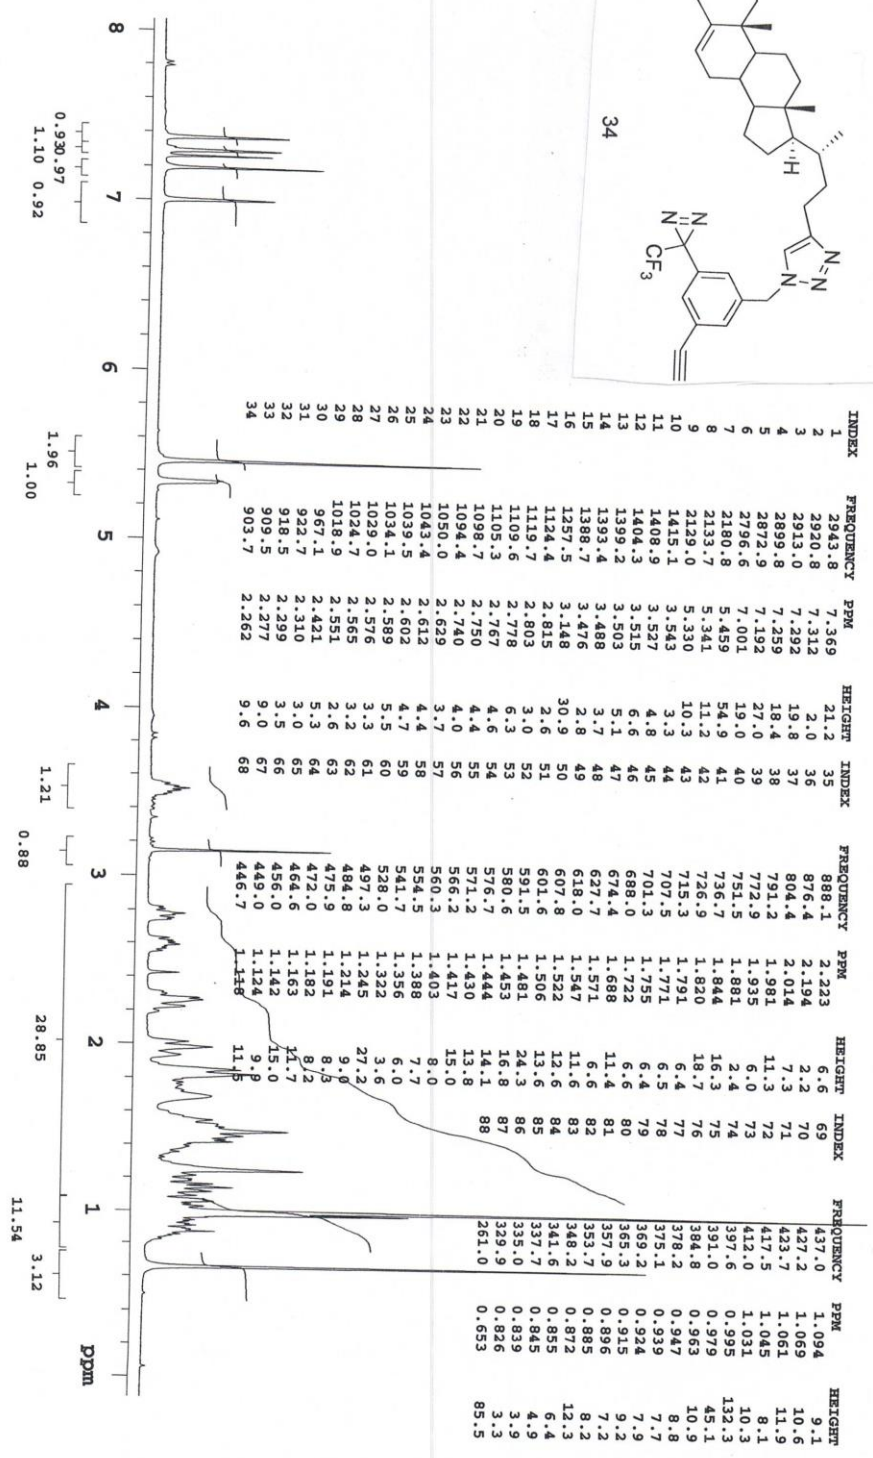 H
N N
N
N N
CF3
34
INDEX FREQUENCY PPM HEIGHT INDEX FREQUENCY PPM HEIGHT INDEX FREQUENCY PPM HEIGHT
1 2943.8 7.369 21.2 35 888.1 2.223 6.6 69 437.0 1.094 9.1
2 2920.8 7.312 2.0 36 876.4 2.194 2.2 70 427.2 1.069 10.6
3 2913.0 7.292 19.8 37 804.4 2.014 7.3 71 423.7 1.061 11.9
4 2899.8 7.259 18.4 38 791.2 1.981 11.3 72 417.5 1.045 8.1
5 2872.9 7.192 27.0 39 772.9 1.935 6.0 73 412.0 1.031 10.3
6 2796.6 7.001 19.0 40 751.5 1.881 2.4 74 397.6 0.995 132.3
7 2180.8 5.459 54.9 41 736.7 1.844 16.3 75 391.0 0.979 45.1
8 2133.7 5.341 11.2 42 726.9 1.820 18.7 76 384.8 0.963 10.9
9 2129.0 5.330 10.3 43 715.3 1.791 6.4 77 378.2 0.947 8.8
10 1415.1 3.543 3.3 44 707.5 1.771 6.5 78 375.1 0.939 7.7
11 1408.9 3.527 4.8 45 701.3 1.755 6.4 79 369.2 0.924 7.9
12 1404.3 3.515 6.6 46 688.0 1.722 6.6 80 365.3 0.915 9.2
13 1399.2 3.503 5.1 47 674.4 1.688 11.4 81 357.9 0.896 7.2
14 1393.4 3.488 3.7 48 627.7 1.571 6.6 82 353.7 0.885 8.2
15 1388.7 3.476 2.8 49 618.0 1.547 11.6 83 348.2 0.872 12.3
16 1257.5 3.148 30.9 50 607.8 1.522 12.6 84 341.6 0.855 6.4
17 1124.4 2.815 2.6 51 601.6 1.506 13.6 85 337.7 0.845 4.9
18 1119.7 2.803 3.0 52 591.5 1.481 24.3 86 335.0 0.839 3.9
19 1109.6 2.778 6.3 53 580.6 1.453 16.8 87 329.9 0.826 3.3
20 1105.3 2.767 4.6 54 576.7 1.444 14.1 88 261.0 0.653 85.5
21 1098.7 2.750 4.4 55 571.2 1.430 13.8
22 1094.4 2.740 4.0 56 566.2 1.417 15.0
23 1050.0 2.629 3.7 57 560.3 1.403 8.0
24 1043.4 2.612 4.4 58 554.5 1.388 7.7
25 1039.5 2.602 4.7 59 541.7 1.356 6.0
26 1034.1 2.589 5.5 60 528.0 1.322 3.6
27 1029.0 2.576 3.3 61 497.3 1.245 27.2
28 1024.7 2.565 3.2 62 484.8 1.214 9.0
29 1018.9 2.551 2.6 63 475.9 1.191 8.3
30 967.1 2.421 5.3 64 472.0 1.182 8.2
31 922.7 2.310 3.0 65 464.6 1.163 11.7
32 918.5 2.299 3.5 66 456.0 1.142 15.0
33 909.5 2.277 9.0 67 449.0 1.124 9.9
34 903.7 2.262 9.6 68 446.7 1.118 11.5
8 7 6 5 4 3 2 1 ppm
0.93 0.97 1.96 1.21 28.85 11.54
1.10 0.92 1.00 0.88 3.12